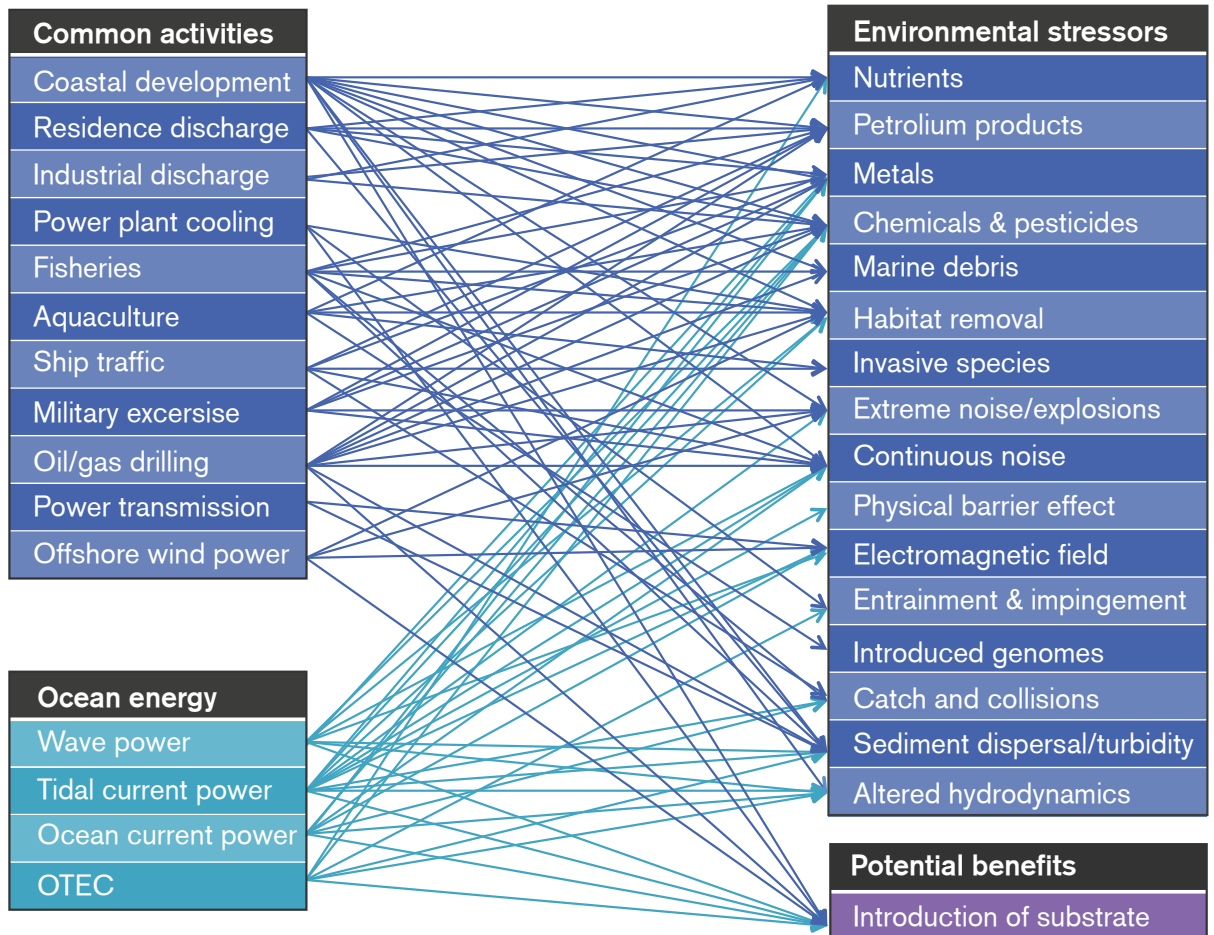 Common activities
Coastal development
Residence discharge
Industrial discharge
Power plant cooling
Fisheries
Aquaculture
Ship traffic
Military excersise
Oil/gas drilling
Power transmission
Offshore wind power
Ocean energy
Wave power
Tidal current power
Ocean current power
OTEC
Environmental stressors
Nutrients
Petrolium products
Metals
Chemicals & pesticides
Marine debris
Habitat removal
Invasive species
Extreme noise/explosions
Continuous noise
Physical barrier effect
Electromagnetic field
Entrainment & impingement
Introduced genomes
Catch and collisions
Sediment dispersal/turbidity
Altered hydrodynamics
Potential benefits
Introduction of substrate